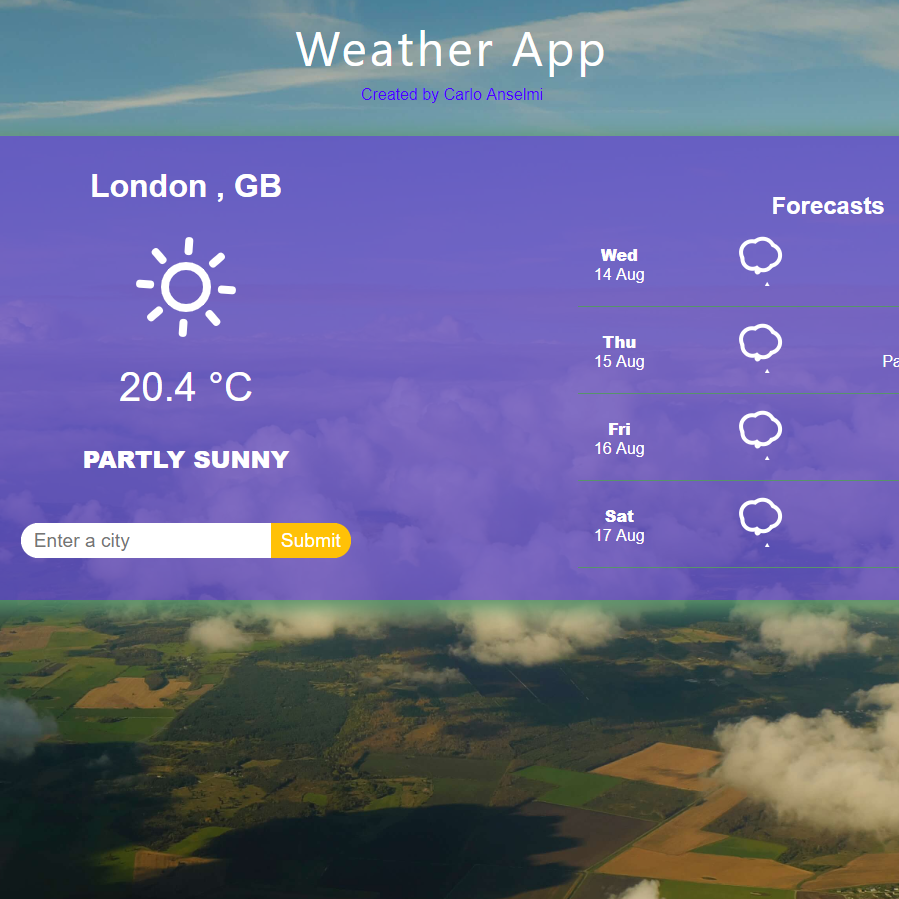 Weather App
Created by Carlo Anselmi
London , GB
20.4 °C
PARTLY SUNNY
Enter a city
Submit
Forecasts
Wed
14 Aug
Thu
15 Aug
Pa
Fri
16 Aug
Sat
17 Aug